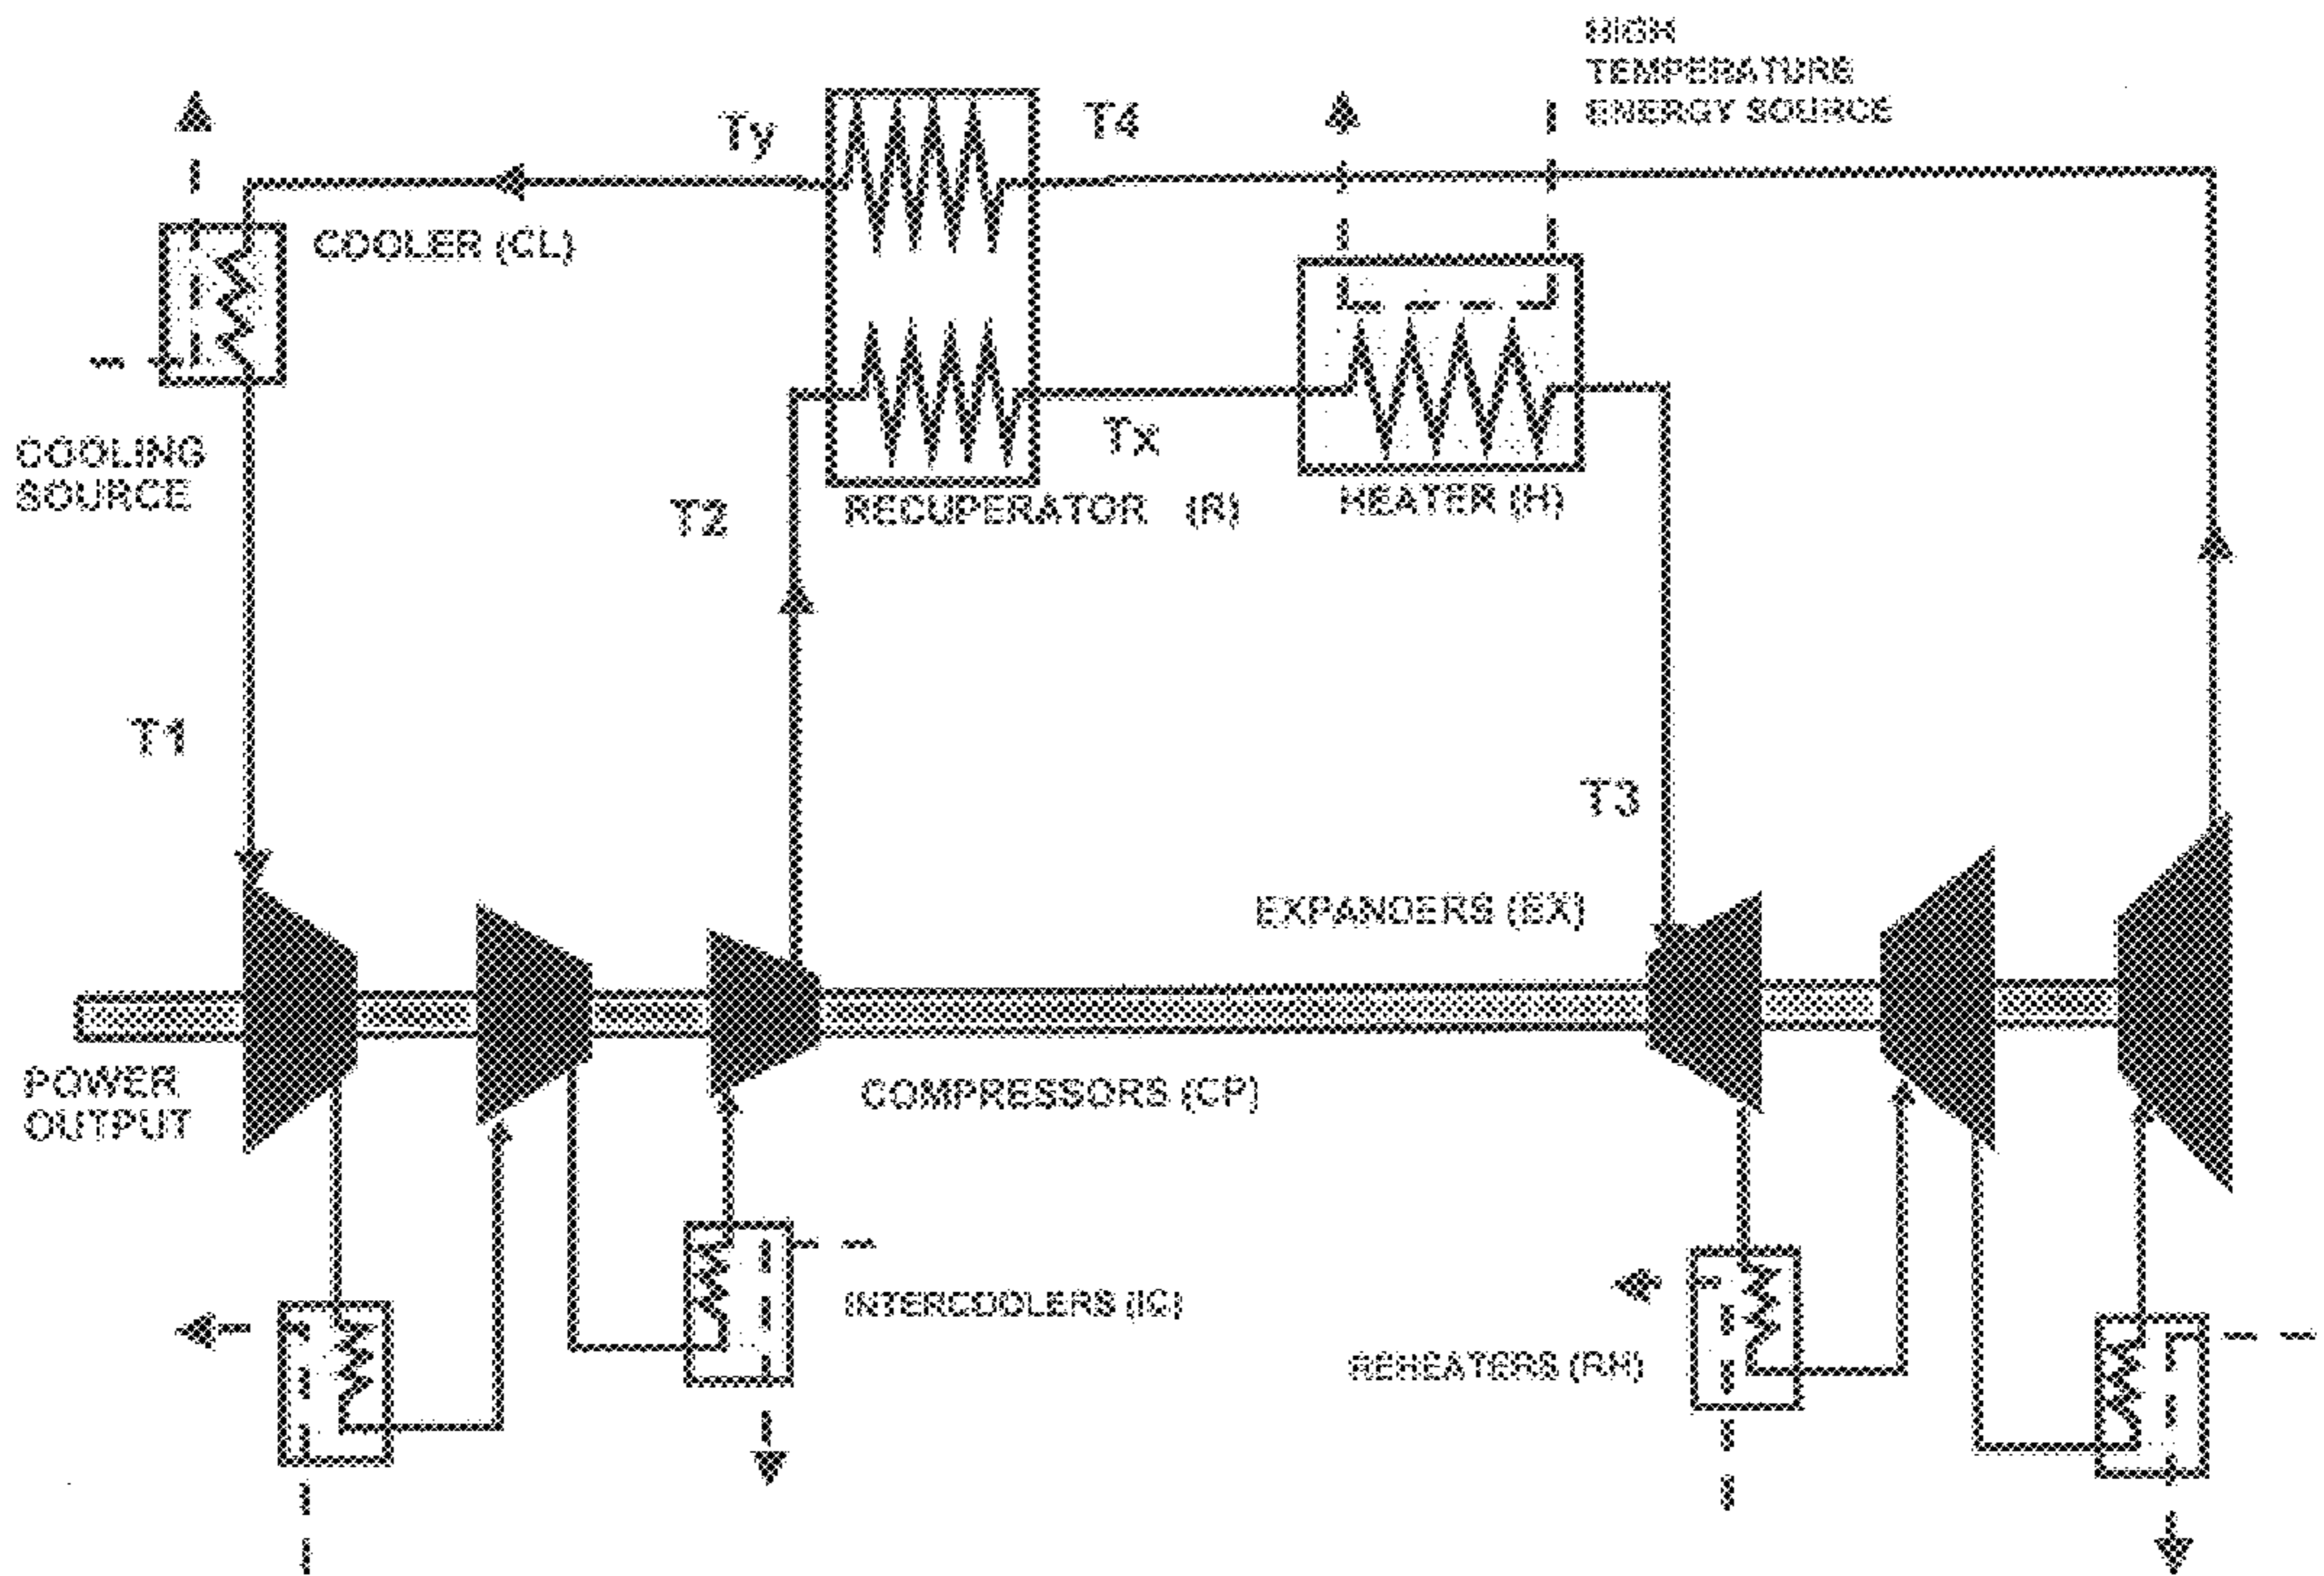 HIGH
TEMPERATURE
ENERGY SOURCE
Ty
T4
COOLER (CL)
COOLING
SOURCE
Tx
T2
RECUPERATOR (R)
HEATER (H)
T1
T3
EXPANDERS (EX)
POWER
OUTPUT
COMPRESSORS (CP)
INTERCOOLERS (IC)
REHEATERS (RH)